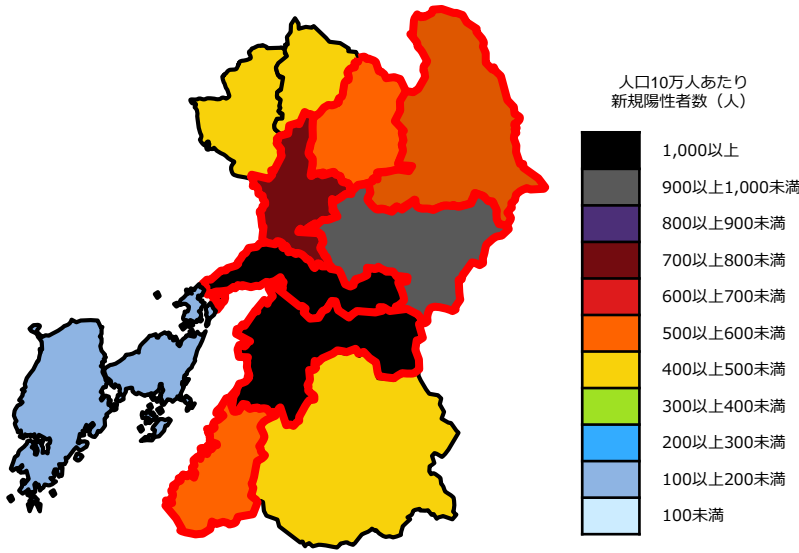 人口10万人あたり
新規陽性者数（人）
1,000以上
900以上1,000未満
800以上900未満
700以上800未満
600以上700未満
500以上600未満
400以上500未満
300以上400未満
200以上300未満
100以上200未満
100未満